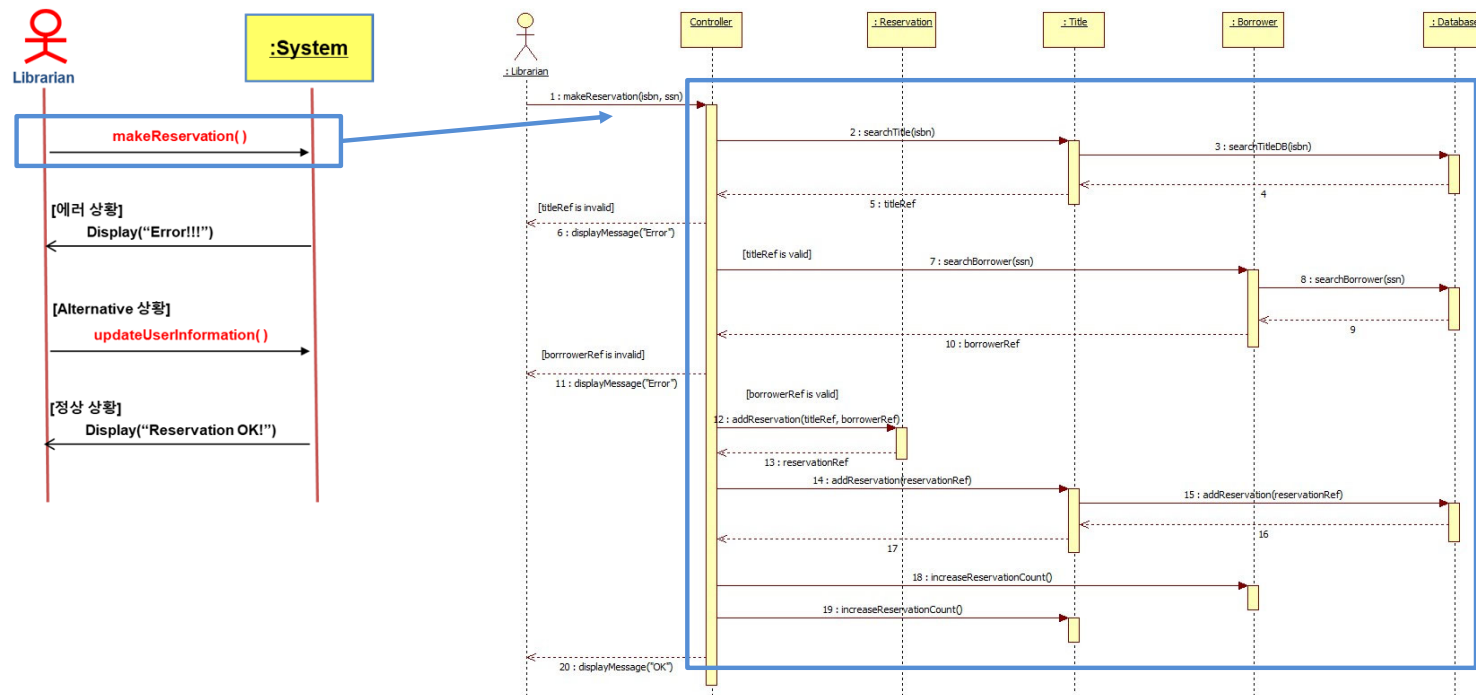 Librarian
:System
makeReservation( )
[에러 상황]
Display(“Error!!!”)
[Alternative 상황]
updateUserInformation( )
[정상 상황]
Display(“Reservation OK!”)
: Librarian
Controller
: Reservation
: Title
: Borrower
: Database
1 : makeReservation(isbn, ssn)
2 : searchTitle(isbn)
3 : searchTitleDB(isbn)
4
5 : titleRef
[titleRef is invalid]
6 : displayMessage("Error")
[titleRef is valid]
7 : searchBorrower(ssn)
8 : searchBorrower(ssn)
9
10 : borrowerRef
[borrrowerRef is invalid]
11 : displayMessage("Error")
[borrowerRef is valid]
12 : addReservation(titleRef, borrowerRef)
13 : reservationRef
14 : addReservation(reservationRef)
15 : addReservation(reservationRef)
16
17
18 : increaseReservationCount()
19 : increaseReservationCount()
20 : displayMessage("OK")